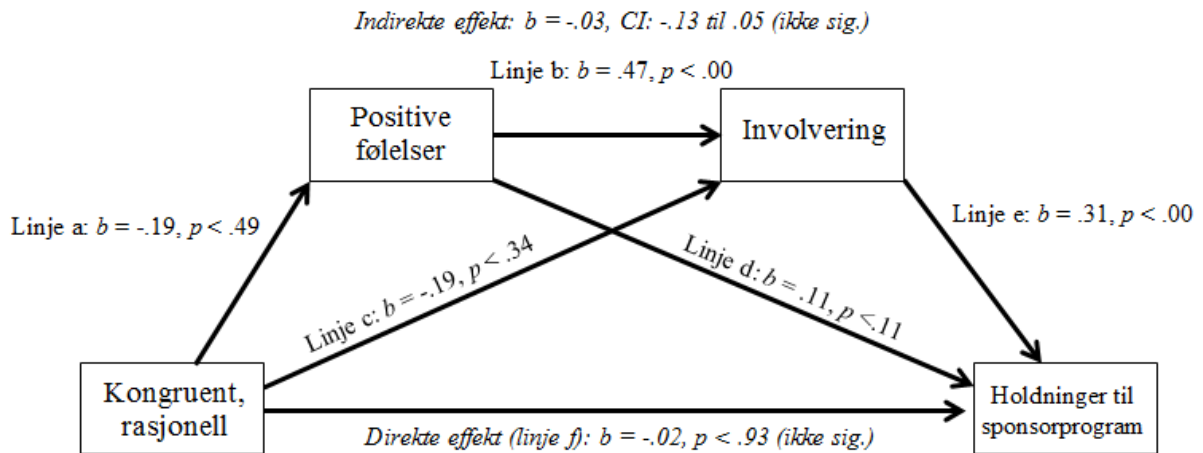 Indirekte effekt: b = -.03, CI: -.13 til .05 (ikke sig.)
Linje b: b = .47, p < .00
Positive
følelser
Involvering
Linje a: b = -.19, p < .49
Linje e: b = .31, p < .00
Linje c: b = -.19, p < .34
Linje d: b = .11, p <.11
Kongruent,
rasjonell
Holdninger til
sponsorprogram
Direkte effekt (linje f): b = -.02, p < .93 (ikke sig.)